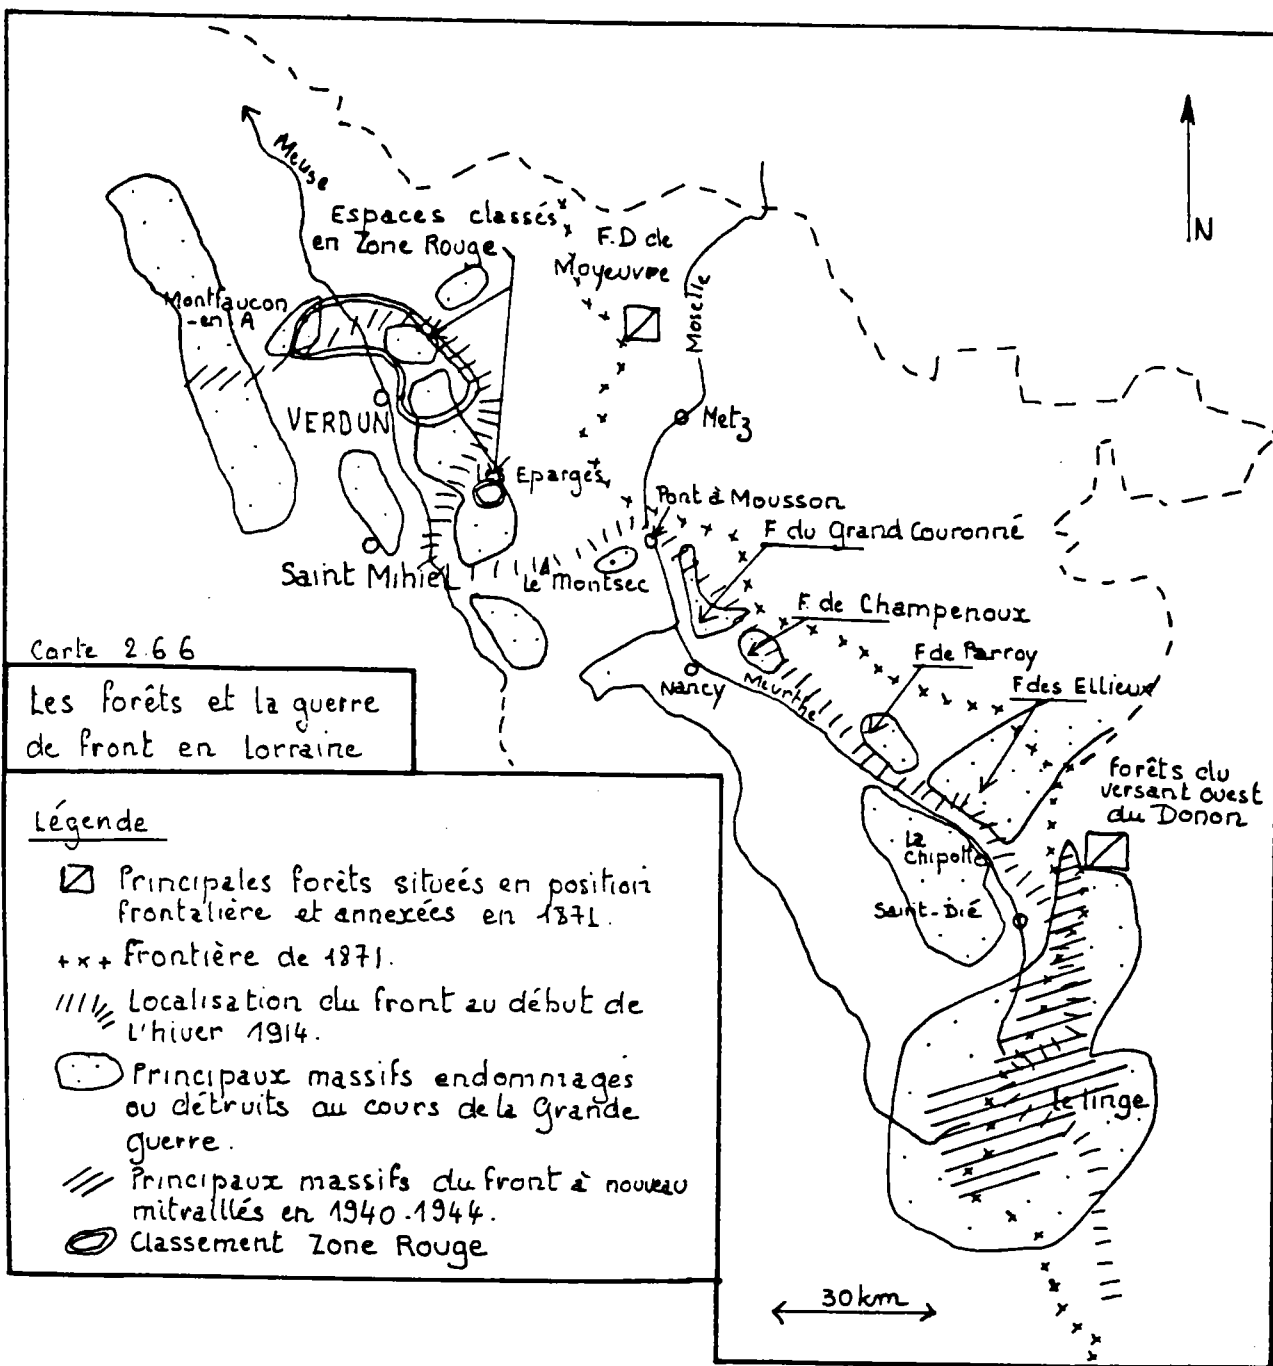 Meuse
Espaces classés
en Zone Rouge
F.D de
Moyeuvre
N
Moselle
Montfaucon
-en A
VERDUN
Metz
Eparges
Pont à Mousson
F du Grand Couronné
Saint Mihiel
le Montsec
F. de Champenoux
Carte 2.6 6
F de Parroy
Nancy
Meurthe
F des Ellieux
Les forêts et la guerre
de front en Lorraine
forêts du
versant ouest
du Donon
Légende
La
Chipotte
Principales forêts situeés en position
frontalière et annexées en 1871.
Saint-Dié
Frontière de 1871.
Localisation du front au début de
l'hiver 1914.
Principaux massifs endommagés
ou détruits au cours de la Grande
guerre.
le linge
Principaux massifs du front à nouveau
mitraillés en 1940-1944.
Classement Zone Rouge
30 km